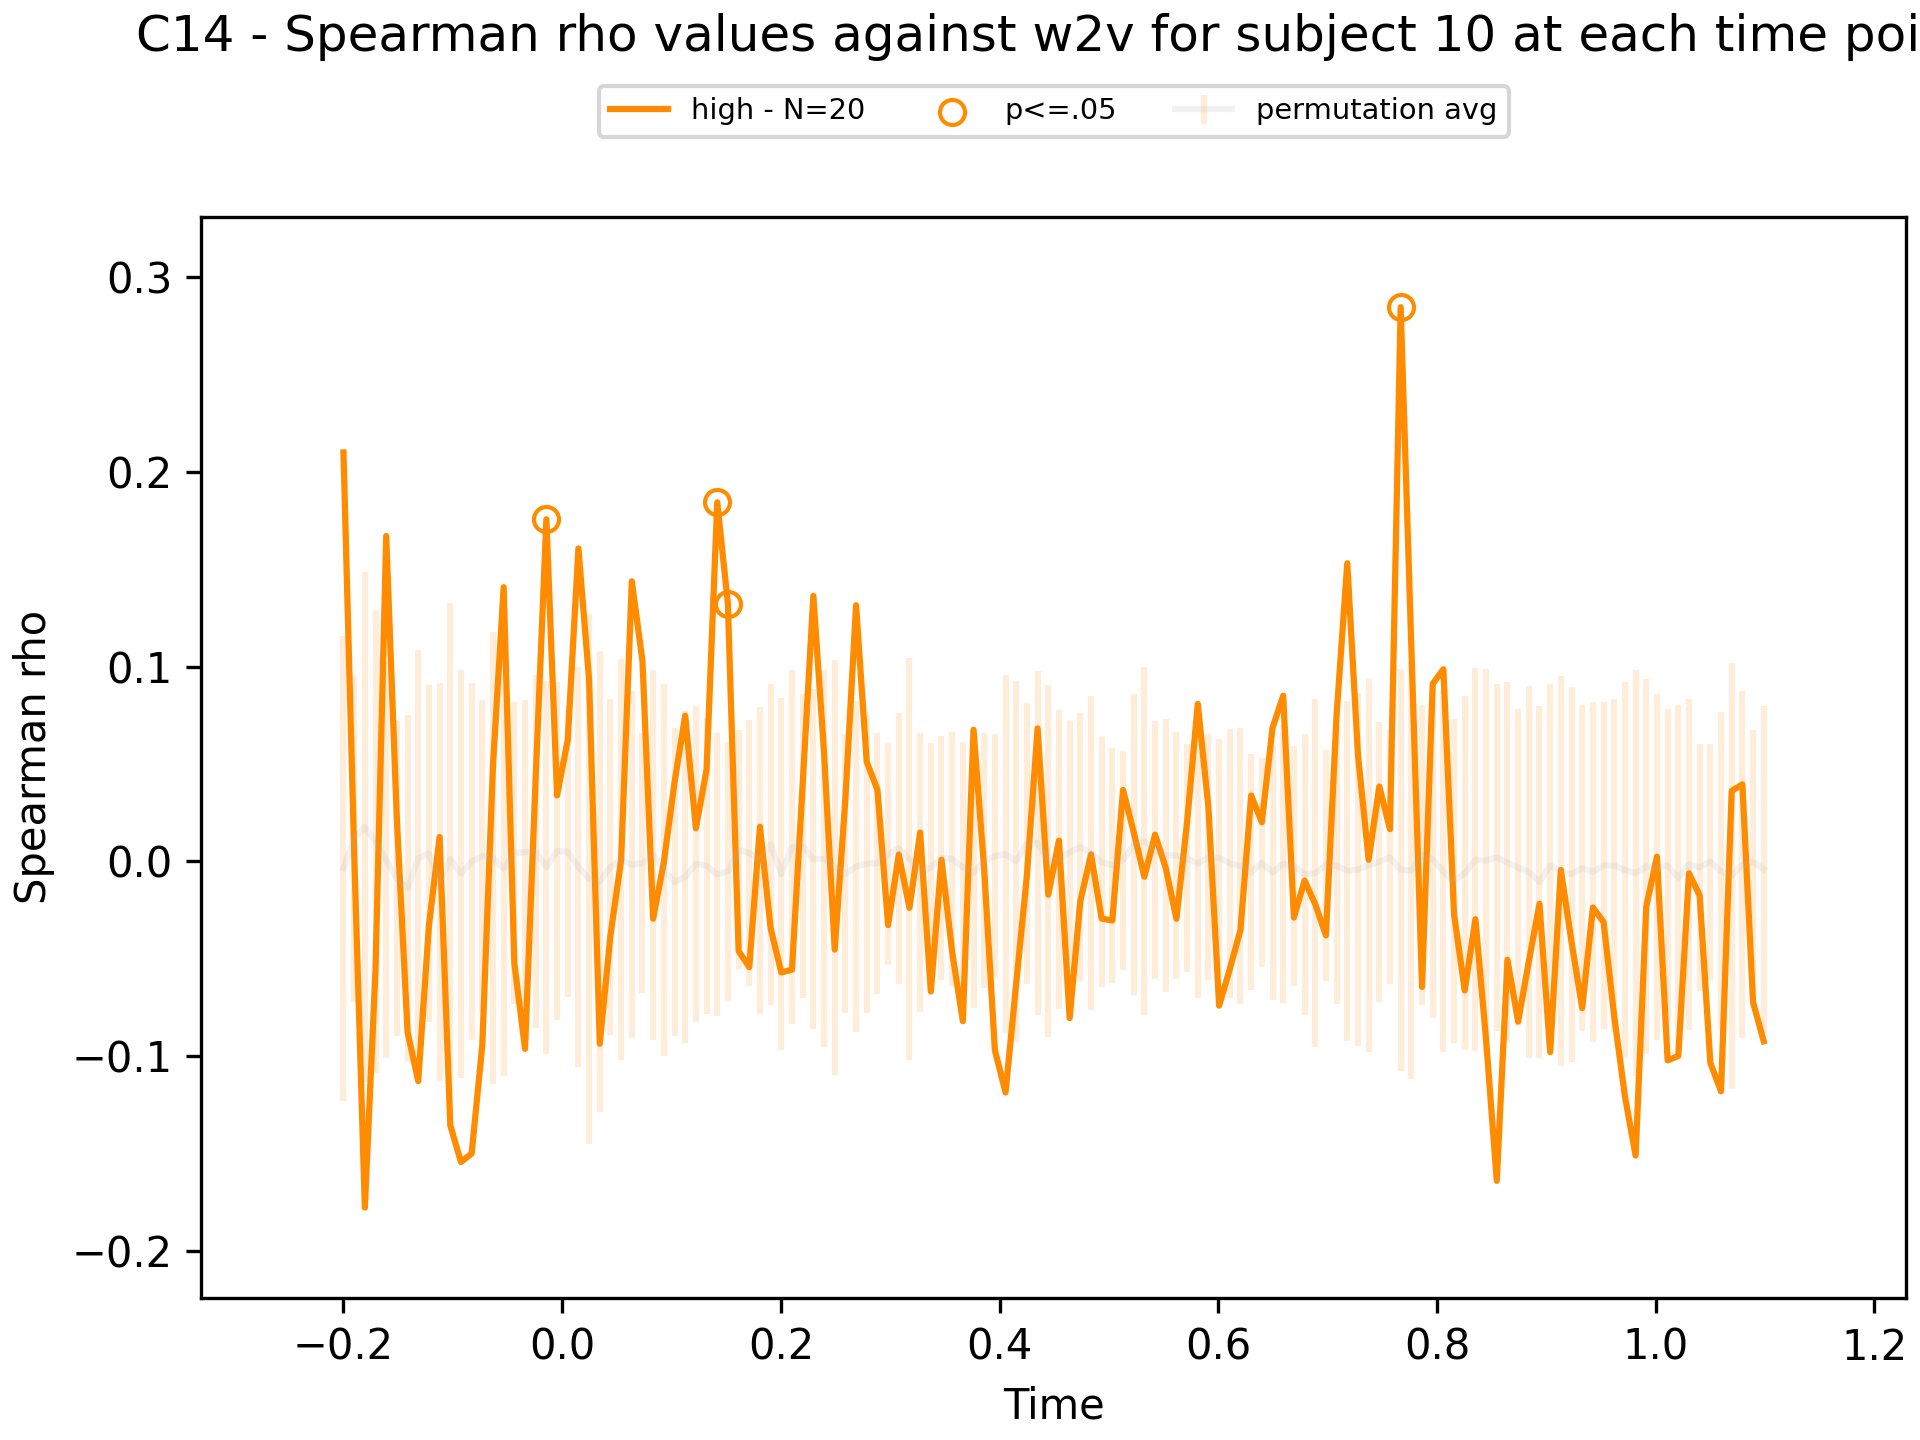 C14 - Spearman rho values against w2v for subject 10 at each time poi
high - N=20 p<=.05 permutation avg
Spearman rho
0.3
0.2
0.1
0.0
−0.1
−0.2
−0.2 0.0 0.2 0.4 0.6 0.8 1.0 1.2
Time